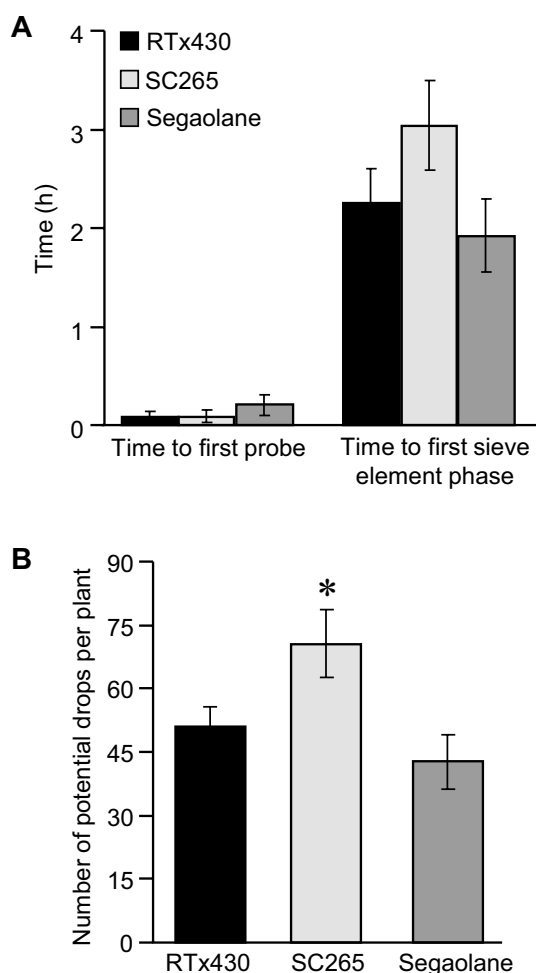 A
4
3
2
1
0
Time (h)
RTx430
SC265
Segaolane
Time to first probe
Time to first sieve
element phase
B
90
75
60
45
30
15
0
Number of potential drops per plant
*
RTx430
SC265
Segaolane